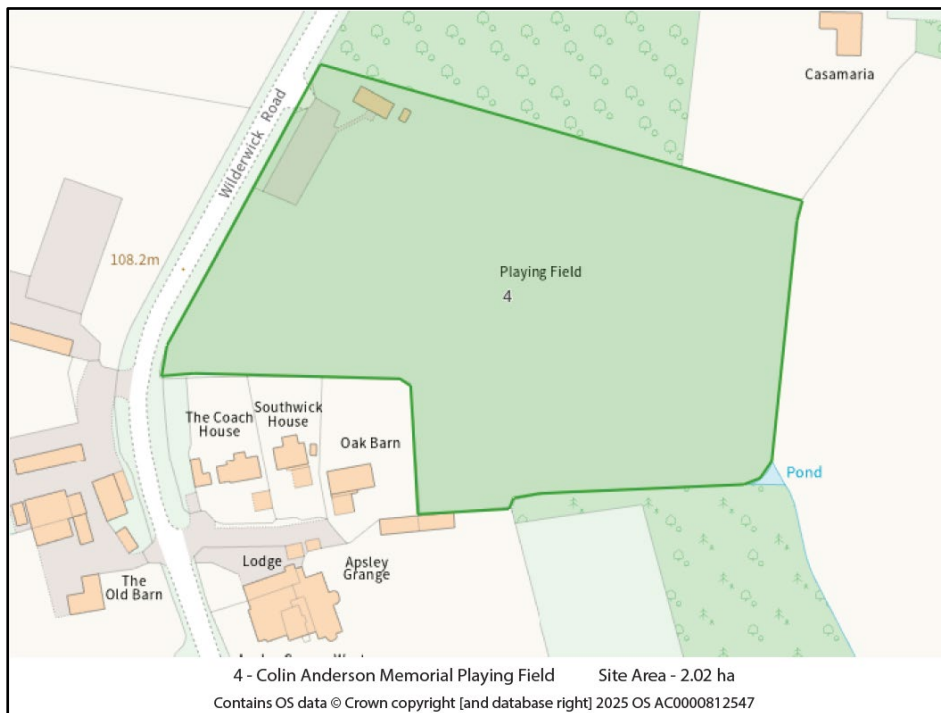 Casamaria
Wilderwick Road
108.2m
Playing Field
4
The Coach
House
Southwick
House
Oak Barn
Pond
Lodge
Apsley
Grange
The
Old Barn
4 - Colin Anderson Memorial Playing Field Site Area - 2.02 ha
Contains OS data © Crown copyright [and database right] 2025 OS AC0000812547